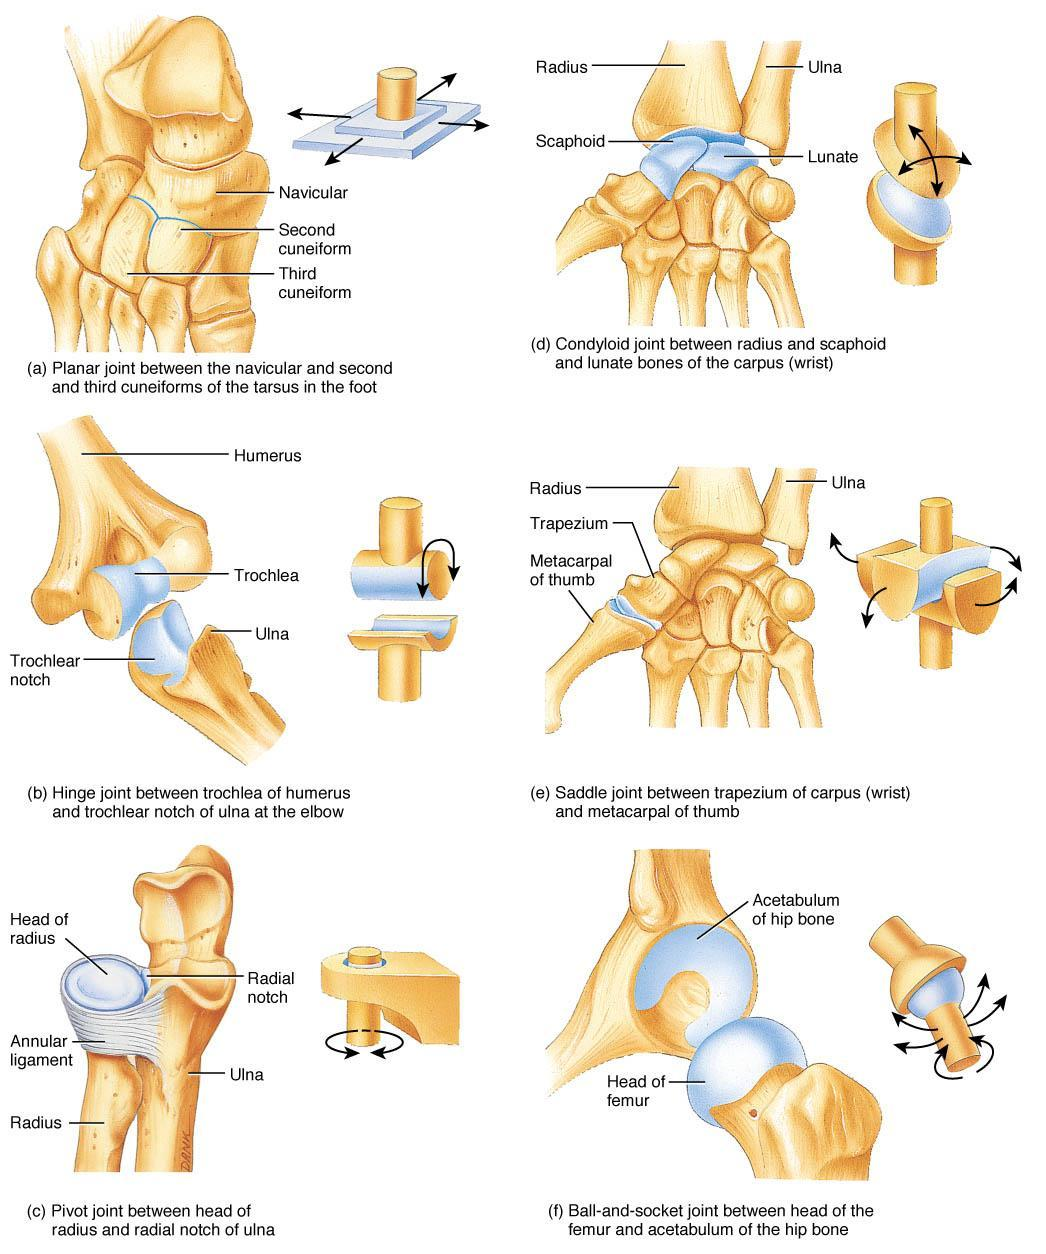 Navicular
Second
cuneiform
Third
cuneiform
(a) Planar joint between the navicular and second
and third cuneiforms of the tarsus in the foot
Radius
Ulna
Scaphoid
Lunate
(d) Condyloid joint between radius and scaphoid
and lunate bones of the carpus (wrist)
Humerus
Trochlea
Ulna
Trochlear
notch
(b) Hinge joint between trochlea of humerus
and trochlear notch of ulna at the elbow
Radius
Ulna
Trapezium
Metacarpal
of thumb
(e) Saddle joint between trapezium of carpus (wrist)
and metacarpal of thumb
Head of
radius
Radial
notch
Annular
ligament
Ulna
Radius
DANK
(c) Pivot joint between head of
radius and radial notch of ulna
Acetabulum
of hip bone
Head of
femur
(f) Ball-and-socket joint between head of the
femur and acetabulum of the hip bone